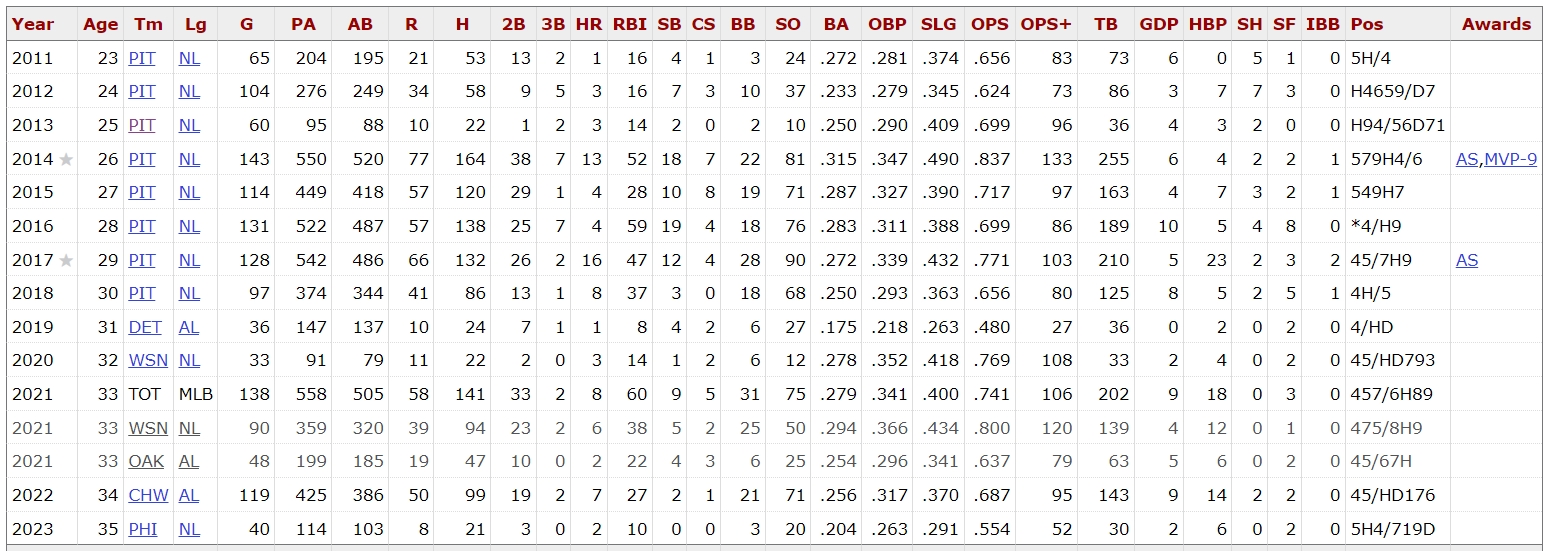 Year Age Tm Lg G PA AB R H 2B 3B HR RBI SB CS BB SO BA OBP SLG OPS OPS+ TB GDP HBP SH SF IBB Pos Awards
2011 23 PIT NL 65 204 195 21 53 13 2 1 16 4 1 3 24 .272 .281 .374 .656 83 73 6 0 5 1 0 5H/4
2012 24 PIT NL 104 276 249 34 58 9 5 3 16 7 3 10 37 .233 .279 .345 .624 73 86 3 7 7 3 0 H4659/D7
2013 25 PIT NL 60 95 88 10 22 1 2 3 14 2 0 2 10 .250 .290 .409 .699 96 36 4 3 2 0 0 H94/56D71
2014 ★ 26 PIT NL 143 550 520 77 164 38 7 13 52 18 7 22 81 .315 .347 .490 .837 133 255 6 4 2 2 1 579H4/6 AS,MVP-9
2015 27 PIT NL 114 449 418 57 120 29 1 4 28 10 8 19 71 .287 .327 .390 .717 97 163 4 7 3 2 1 549H7
2016 28 PIT NL 131 522 487 57 138 25 7 4 59 19 4 18 76 .283 .311 .388 .699 86 189 10 5 4 8 0 *4/H9
2017 ★ 29 PIT NL 128 542 486 66 132 26 2 16 47 12 4 28 90 .272 .339 .432 .771 103 210 5 23 2 3 2 45/7H9 AS
2018 30 PIT NL 97 374 344 41 86 13 1 8 37 3 0 18 68 .250 .293 .363 .656 80 125 8 5 2 5 1 4H/5
2019 31 DET AL 36 147 137 10 24 7 1 1 8 4 2 6 27 .175 .218 .263 .480 27 36 0 2 0 2 0 4/HD
2020 32 WSN NL 33 91 79 11 22 2 0 3 14 1 2 6 12 .278 .352 .418 .769 108 33 2 4 0 2 0 45/HD793
2021 33 TOT MLB 138 558 505 58 141 33 2 8 60 9 5 31 75 .279 .341 .400 .741 106 202 9 18 0 3 0 457/6H89
2021 33 WSN NL 90 359 320 39 94 23 2 6 38 5 2 25 50 .294 .366 .434 .800 120 139 4 12 0 1 0 475/8H9
2021 33 OAK AL 48 199 185 19 47 10 0 2 22 4 3 6 25 .254 .296 .341 .637 79 63 5 6 0 2 0 45/67H
2022 34 CHW AL 119 425 386 50 99 19 2 7 27 2 1 21 71 .256 .317 .370 .687 95 143 9 14 2 2 0 45/HD176
2023 35 PHI NL 40 114 103 8 21 3 0 2 10 0 0 3 20 .204 .263 .291 .554 52 30 2 6 0 2 0 5H4/719D